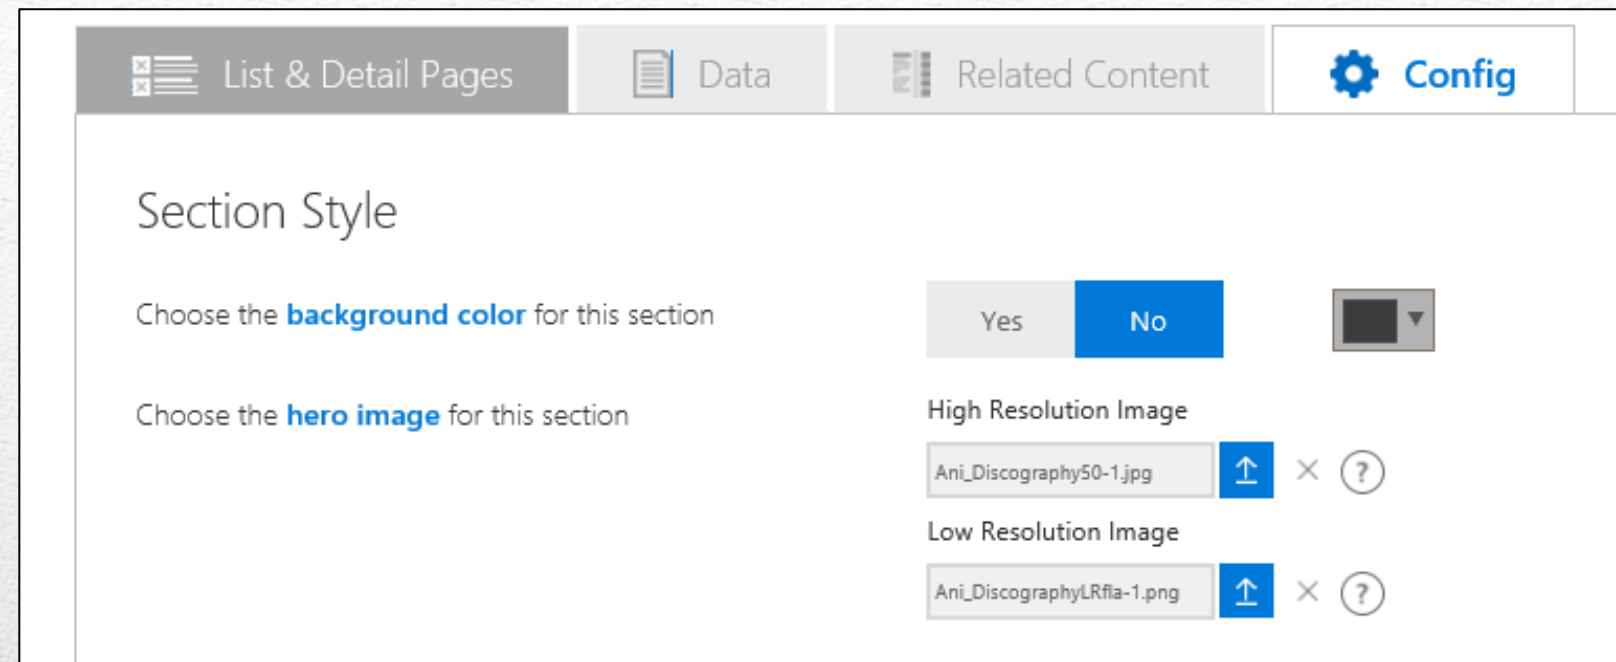 List & Detail Pages
Data
Related Content
Config
Section Style
Choose the background color for this section
Yes
No
Choose the hero image for this section
High Resolution Image
Ani_Discography50-1.jpg
?
Low Resolution Image
Ani_DiscographyLRfla-1.png
?